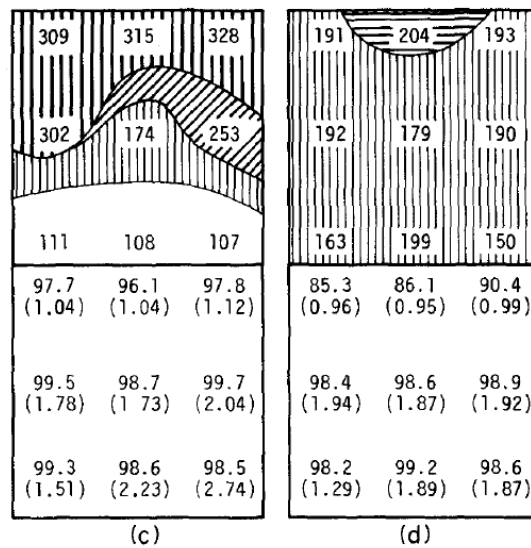 309 315 328
302 174 253
111 108 107
97.7 96.1 97.8
(1.04) (1.04) (1.12)
99.5 98.7 99.7
(1.78) (1 73) (2.04)
99.3 98.6 98.5
(1.51) (2.23) (2.74)
(c)
191 204 193
192 179 190
163 199 150
85.3 86.1 90.4
(0.96) (0.95) (0.99)
98.4 98.6 98.9
(1.94) (1.87) (1.92)
98.2 99.2 98.6
(1.29) (1.89) (1.87)
(d)